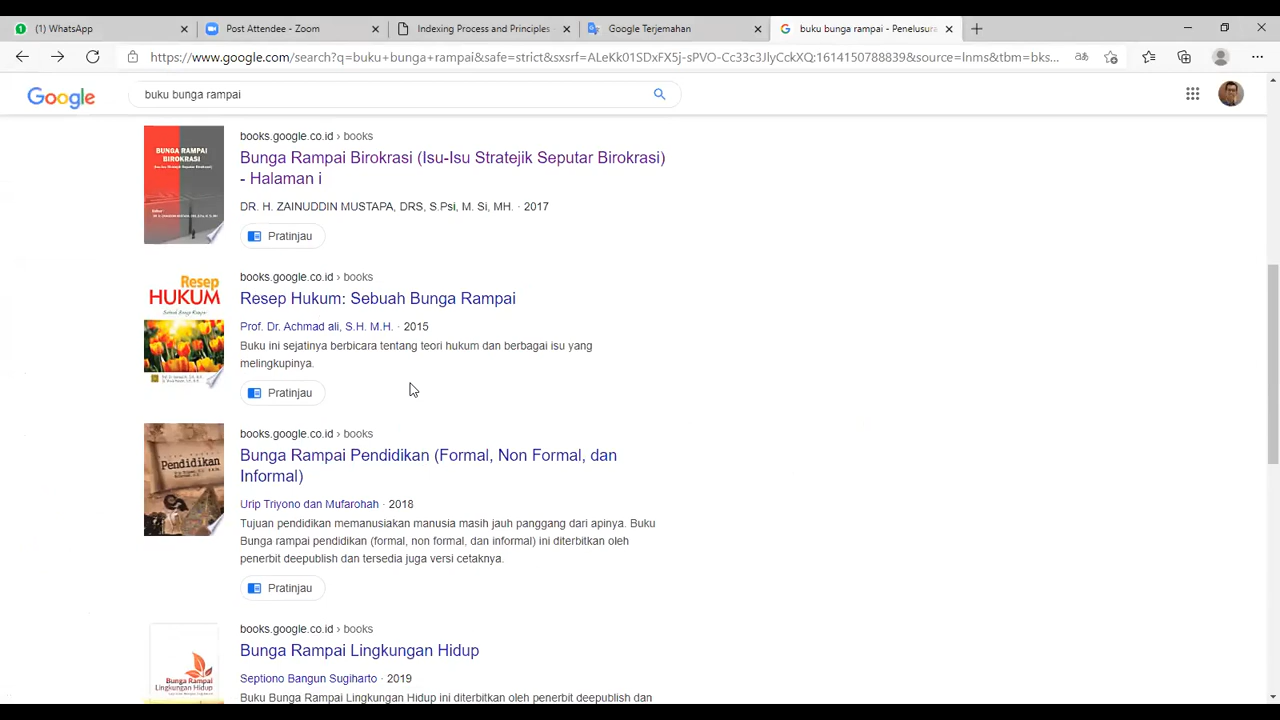 (1) WhatsApp
Post Attendee - Zoom
Indexing Process and Principles
Google Terjemahan
buku bunga rampai - Penelusura
https://www.google.com/search?q=buku+bunga+rampai&safe=strict&sxsrf=ALeKk01SDxFX5j-sPVO-Cc33c3JlyCckXQ:1614150788839&source=lnms&tbm=bks...
Google
buku bunga rampai
books.google.co.id › books
BUNGA RAMPAI
BIROKRASI
Bunga Rampai Birokrasi (Isu-Isu Stratejik Seputar Birokrasi)
- Halaman i
DR. H. ZAINUDDIN MUSTAPA, DRS, S.Psi, M. Si, MH. · 2017
Pratinjau
books.google.co.id › books
Resep
HUKUM
Sebuah Bunga Rampai
Resep Hukum: Sebuah Bunga Rampai
Prof. Dr. Achmad ali, S.H. M.H. · 2015
Buku ini sejatinya berbicara tentang teori hukum dan berbagai isu yang
melingkupinya.
Pratinjau
books.google.co.id › books
Pendidikan
Bunga Rampai Pendidikan (Formal, Non Formal, dan
Informal)
Urip Triyono dan Mufarohah · 2018
Tujuan pendidikan memanusiakan manusia masih jauh panggang dari apinya. Buku
Bunga rampai pendidikan (formal, non formal, dan informal) ini diterbitkan oleh
penerbit deepublish dan tersedia juga versi cetaknya.
Pratinjau
books.google.co.id › books
Bunga Rampai
Lingkungan Hidup
Bunga Rampai Lingkungan Hidup
Septiono Bangun Sugiharto · 2019
Buku Bunga Rampai Lingkungan Hidup ini diterbitkan oleh penerbit deepublish dan